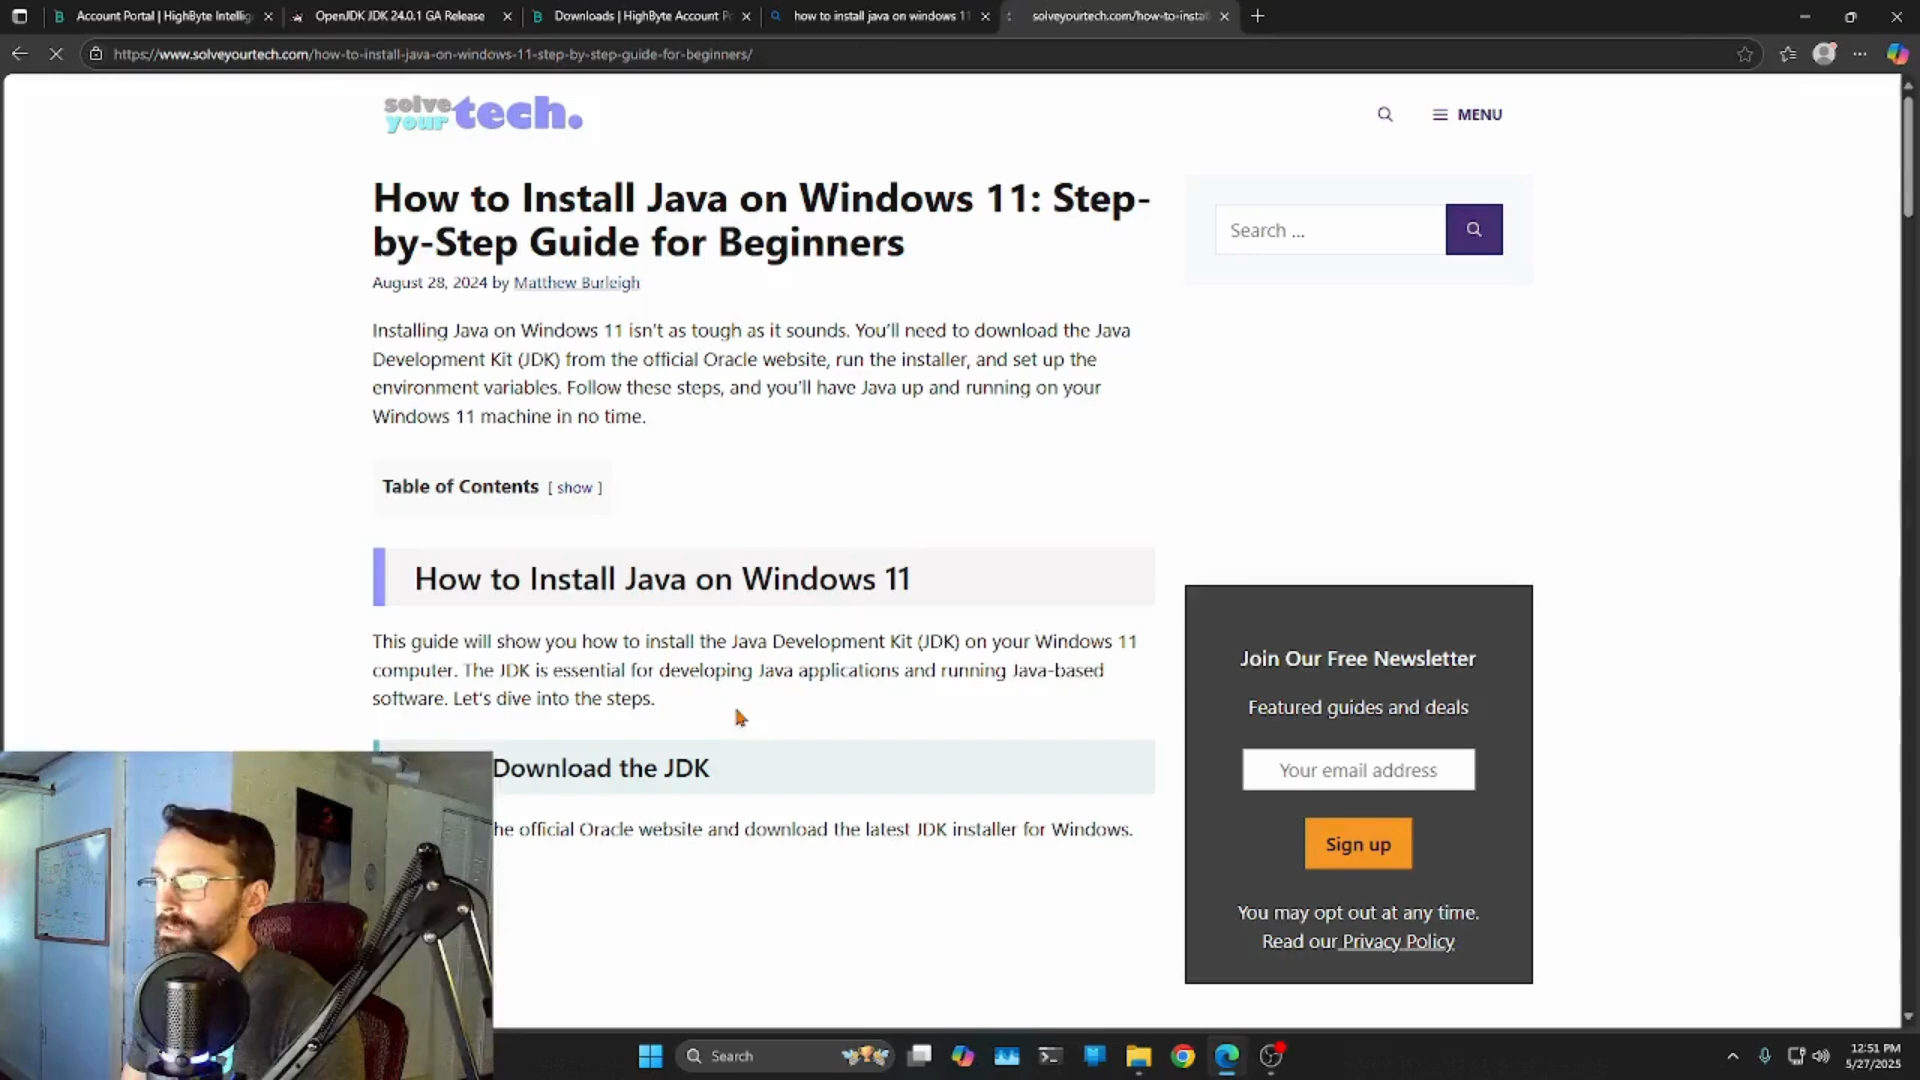 Account Portal | HighByte Intellig
OpenJDK JDK 24.0.1 GA Release
Downloads | HighByte Account P
how to install java on windows 11
solveyourtech.com/how-to-instal
https://www.solveyourtech.com/how-to-install-java-on-windows-11-step-by-step-guide-for-beginners/
solve your tech.
MENU
How to Install Java on Windows 11: Step-
by-Step Guide for Beginners
August 28, 2024 by Matthew Burleigh
Search ...
Installing Java on Windows 11 isn't as tough as it sounds. You'll need to download the Java
Development Kit (JDK) from the official Oracle website, run the installer, and set up the
environment variables. Follow these steps, and you'll have Java up and running on your
Windows 11 machine in no time.
Table of Contents [ show ]
How to Install Java on Windows 11
This guide will show you how to install the Java Development Kit (JDK) on your Windows 11
computer. The JDK is essential for developing Java applications and running Java-based
software. Let's dive into the steps.
Download the JDK
he official Oracle website and download the latest JDK installer for Windows.
Join Our Free Newsletter
Featured guides and deals
Your email address
Sign up
You may opt out at any time.
Read our Privacy Policy
Search
12:51 PM
5/27/2025